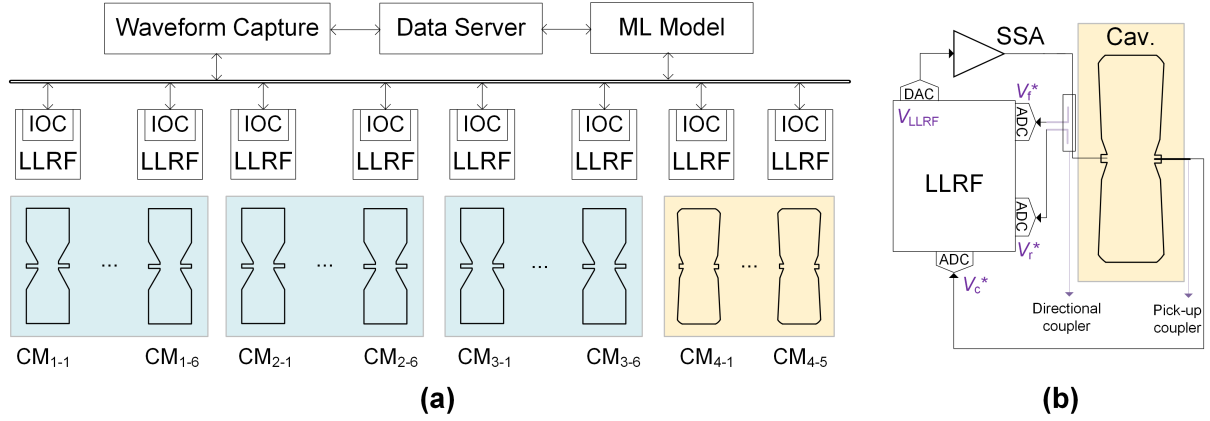 Waveform Capture
Data Server
ML Model
IOC
LLRF
IOC
LLRF
IOC
LLRF
IOC
LLRF
IOC
LLRF
IOC
LLRF
IOC
LLRF
IOC
LLRF
...
...
...
...
CM1-1
CM1-6
CM2-1
CM2-6
CM3-1
CM3-6
CM4-1
CM4-5
(a)
SSA
Cav.
DAC
VLLRF
Vf*
ADC
LLRF
ADC
Vr*
ADC
Vc*
Directional
coupler
Pick-up
coupler
(b)